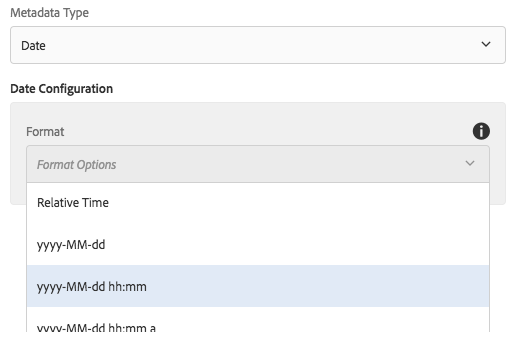 Metadata Type
Date
Date Configuration
Format
Format Options
Relative Time
yyyy-MM-dd
yyyy-MM-dd hh:mm
yyyy-MM-dd hh:mm a